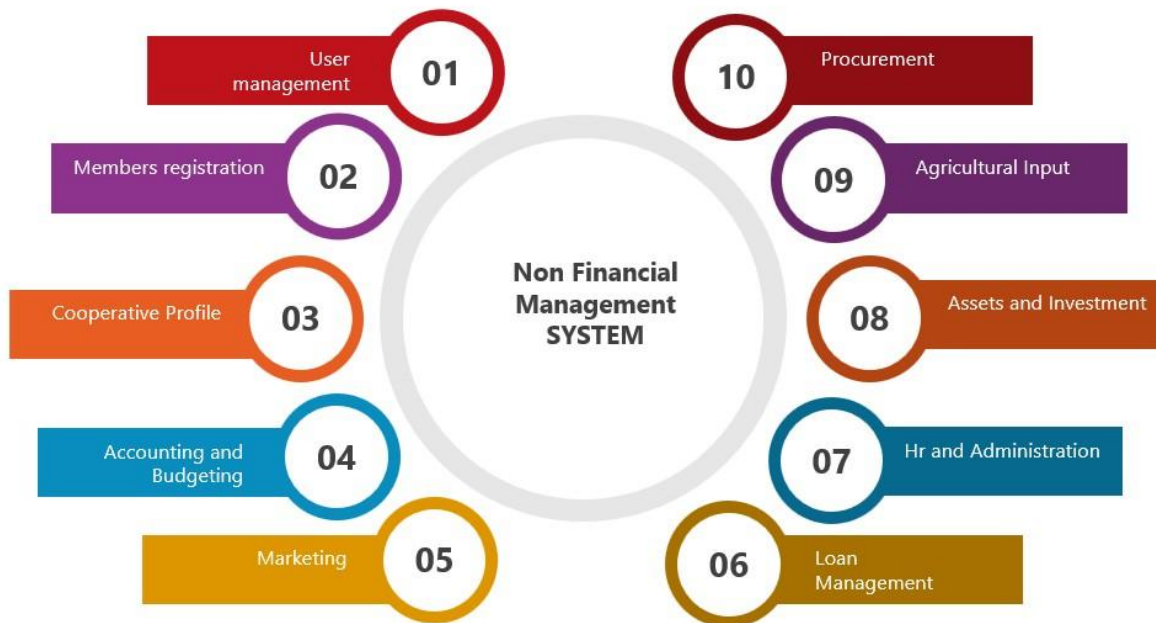 01
User
management
02
Members registration
03
Cooperative Profile
04
Accounting and
Budgeting
05
Marketing
Non Financial
Management
SYSTEM
10
Procurement
09
Agricultural Input
08
Assets and Investment
07
Hr and Administration
06
Loan
Management